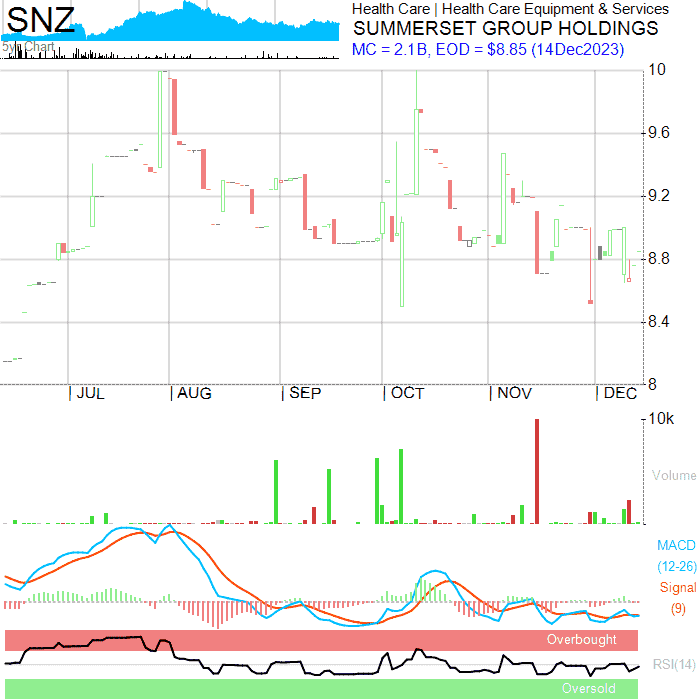 SNZ
5yr Chart
Health Care | Health Care Equipment & Services
SUMMERSET GROUP HOLDINGS
MC = 2.1B, EOD = $8.85 (14Dec2023)
10
9.6
9.2
8.8
8.4
8
| JUL | AUG | SEP | OCT | NOV | DEC
10k
Volume
MACD
(12-26)
Signal
(9)
Overbought
RSI(14)
Oversold